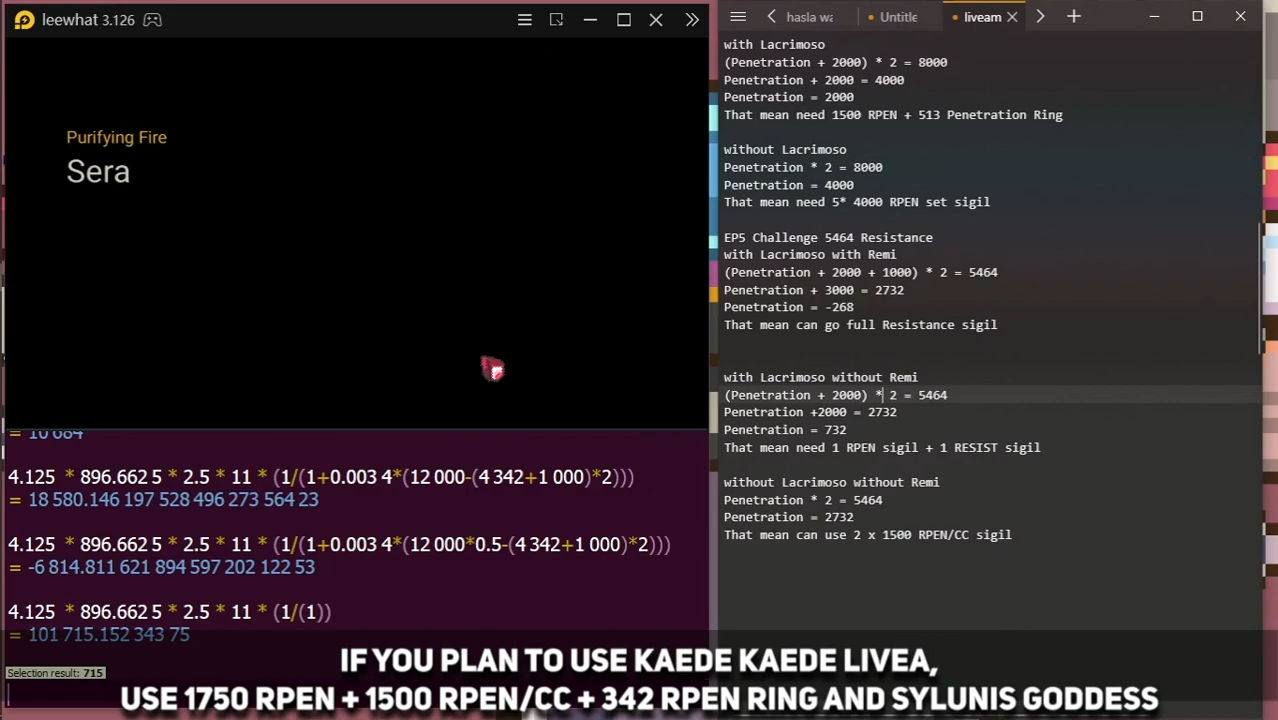 leewhat 3.126
Purifying Fire
Sera
= 10 684
4.125 * 896.662 5 * 2.5 * 11 * (1/(1+0.003 4*(12 000-(4 342+1 000)*2)))
= 18 580.146 197 528 496 273 564 23
4.125 * 896.662 5 * 2.5 * 11 * (1/(1+0.003 4*(12 000*0.5-(4 342+1 000)*2)))
= -6 814.811 621 894 597 202 122 53
4.125 * 896.662 5 * 2.5 * 11 * (1/(1))
= 101 715.152 343 75
Selection result: 715
hasla wa
Untitle
liveam
with Lacrimoso
(Penetration + 2000) * 2 = 8000
Penetration + 2000 = 4000
Penetration = 2000
That mean need 1500 RPEN + 513 Penetration Ring
without Lacrimoso
Penetration * 2 = 8000
Penetration = 4000
That mean need 5* 4000 RPEN set sigil
EP5 Challenge 5464 Resistance
with Lacrimoso with Remi
(Penetration + 2000 + 1000) * 2 = 5464
Penetration + 3000 = 2732
Penetration = -268
That mean can go full Resistance sigil
with Lacrimoso without Remi
(Penetration + 2000) * 2 = 5464
Penetration +2000 = 2732
Penetration = 732
That mean need 1 RPEN sigil + 1 RESIST sigil
without Lacrimoso without Remi
Penetration * 2 = 5464
Penetration = 2732
That mean can use 2 x 1500 RPEN/CC sigil
IF YOU PLAN TO USE KAEDE KAEDE LIVEA,
USE 1750 RPEN + 1500 RPEN/CC + 342 RPEN RING AND SYLUNIS GODDESS